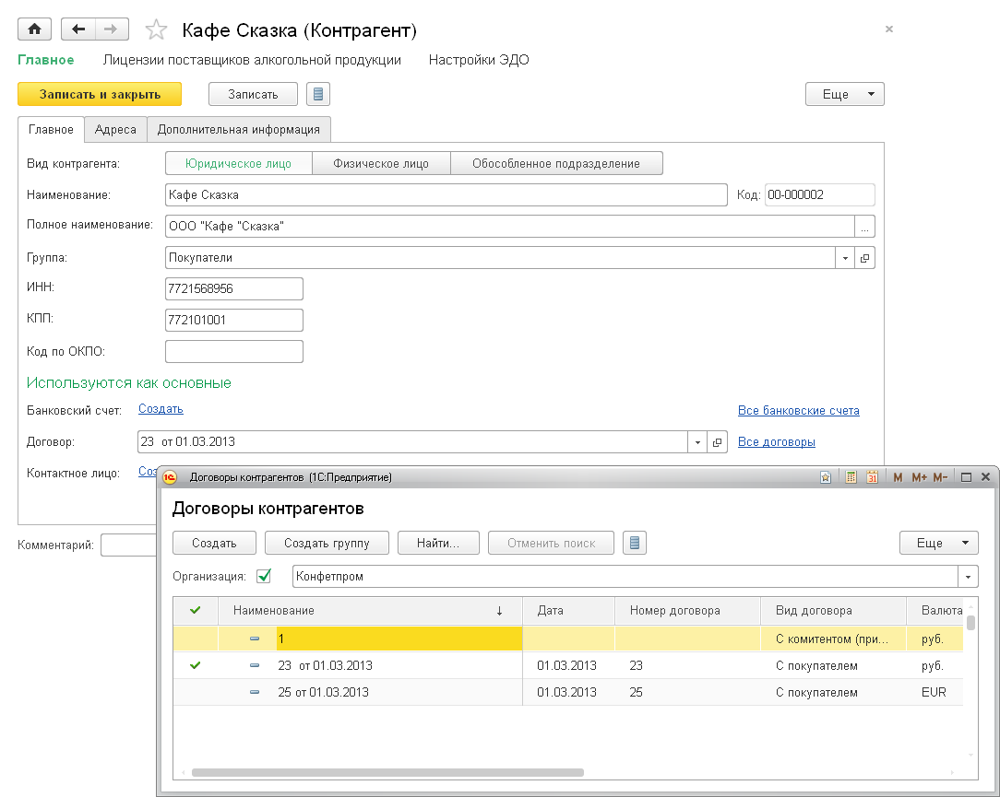 Кафе Сказка (Контрагент)
Главное Лицензии поставщиков алкогольной продукции Настройки ЭДО
Записать и закрыть Записать Еще
Главное Адреса Дополнительная информация
Вид контрагента: Юридическое лицо Физическое лицо Обособленное подразделение
Наименование: Кафе Сказка Код: 00-000002
Полное наименование: ООО "Кафе "Сказка" ...
Группа: Покупатели
ИНН: 7721568956
КПП: 772101001
Код по ОКПО:
Используются как основные
Банковский счет: Создать Все банковские счета
Договор: 23 от 01.03.2013 Все договоры
Контактное лицо: Соз
Комментарий:
1С Договоры контрагентов (1С:Предприятие) 31 M M+ M-
Договоры контрагентов
Создать Создать группу Найти... Отменить поиск Еще
Организация: Конфетпром
Наименование ↓ Дата Номер договора Вид договора Валюта
1 С комитентом (при... руб.
23 от 01.03.2013 01.03.2013 23 С покупателем руб.
25 от 01.03.2013 01.03.2013 25 С покупателем EUR